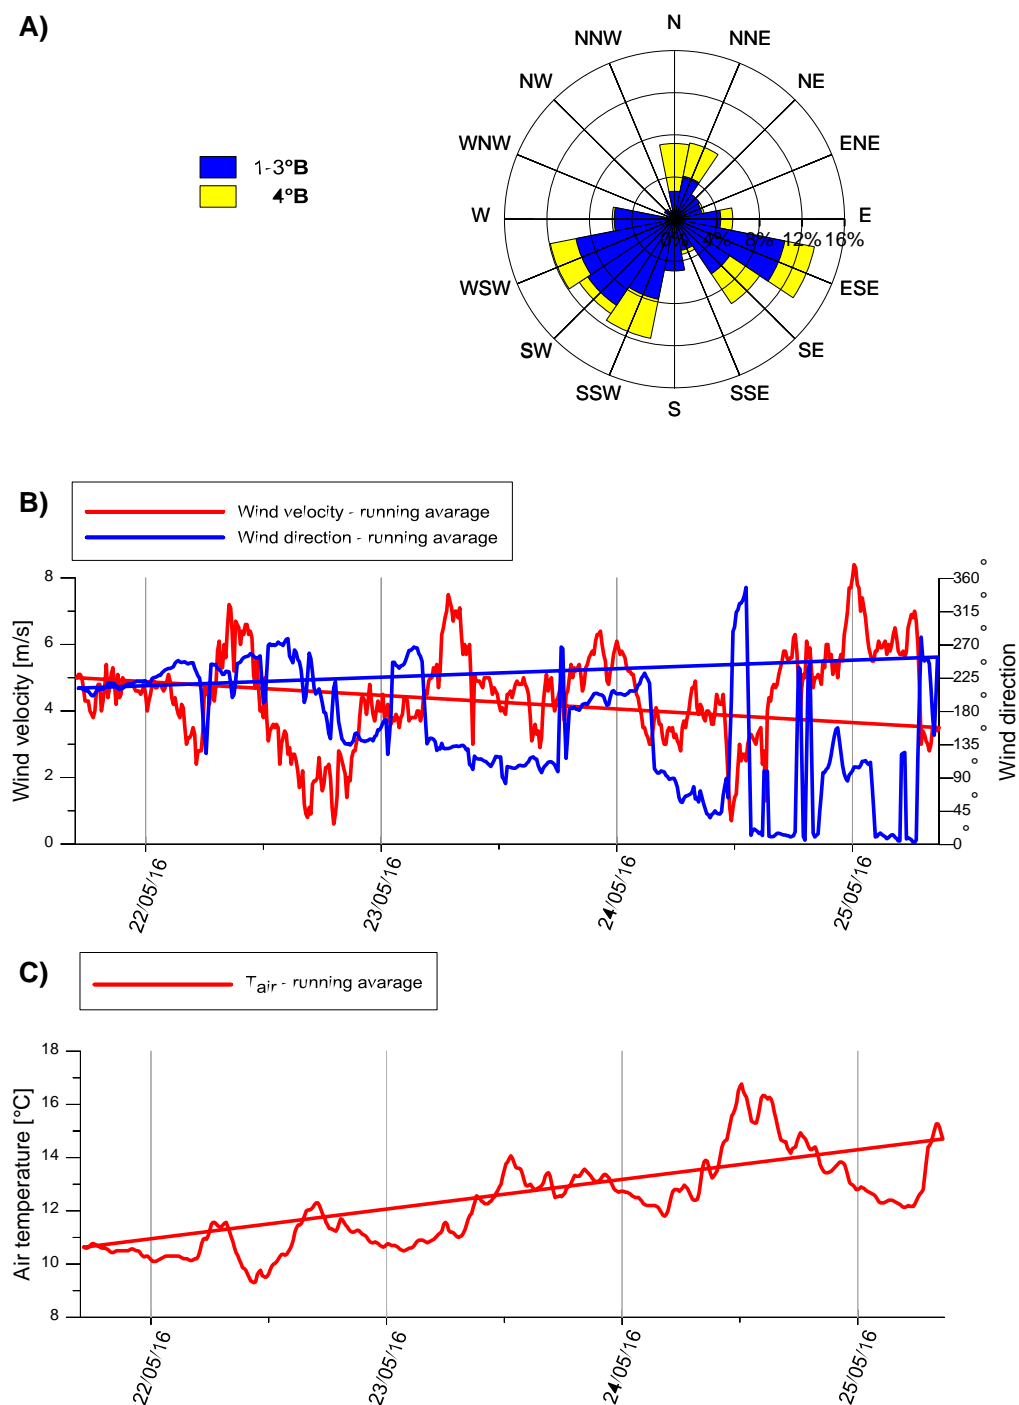 A)
N
NNW
NNE
NW
NE
WNW
ENE
1-3°B
4°B
W
E
0% 4% 8% 12% 16%
WSW
ESE
SW
SE
SSW
SSE
S
B)
Wind velocity - running avarage
Wind direction - running avarage
8
6
4
2
0
Wind velocity [m/s]
360°
315°
270°
225°
180°
135°
90°
45°
0°
Wind direction
22/05/16
23/05/16
24/05/16
25/05/16
C)
Tair - running avarage
18
16
14
12
10
8
Air temperature [°C]
22/05/16
23/05/16
24/05/16
25/05/16